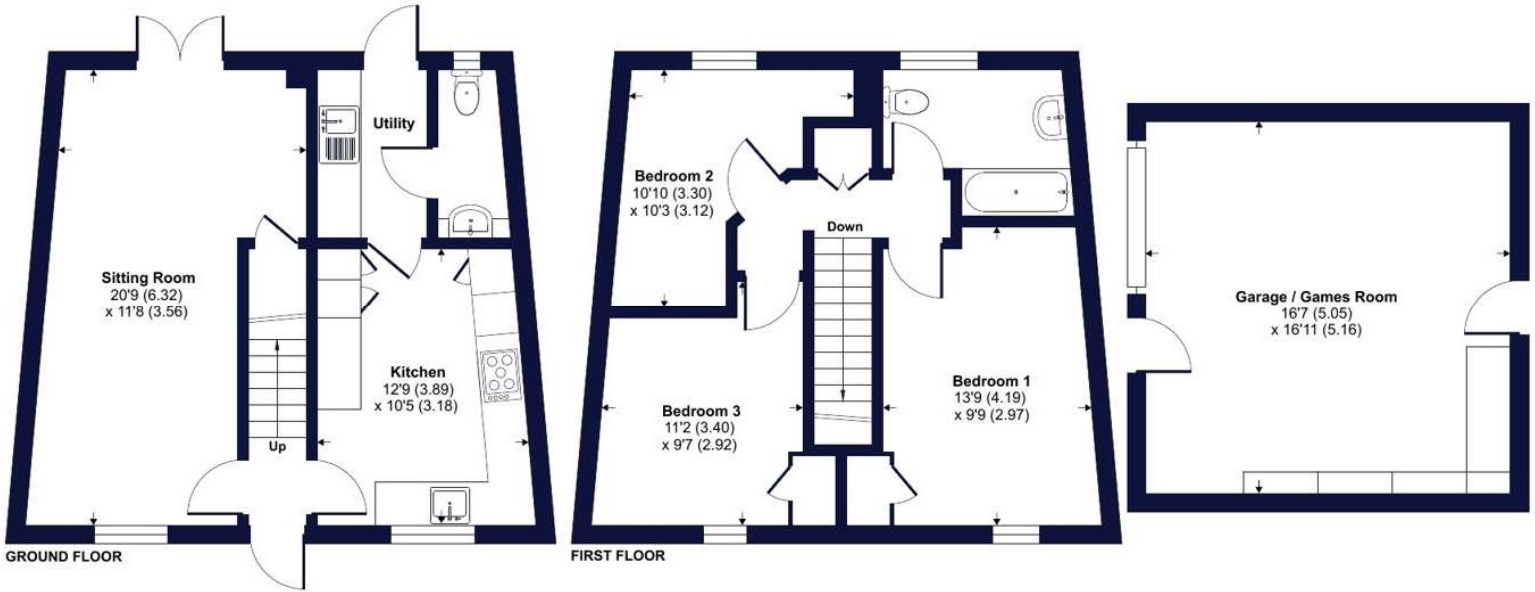 Utility
Sitting Room
20'9 (6.32)
x 11'8 (3.56)
Kitchen
12'9 (3.89)
x 10'5 (3.18)
Up
GROUND FLOOR
Bedroom 2
10'10 (3.30)
x 10'3 (3.12)
Down
Bedroom 3
11'2 (3.40)
x 9'7 (2.92)
Bedroom 1
13'9 (4.19)
x 9'9 (2.97)
FIRST FLOOR
Garage / Games Room
16'7 (5.05)
x 16'11 (5.16)